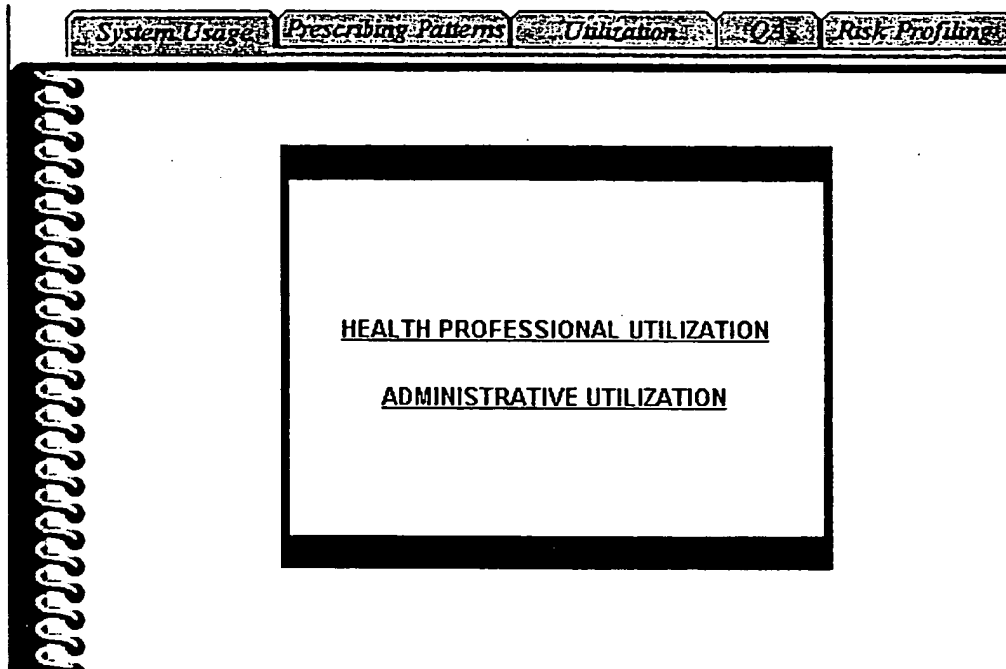 System Usage Prescribing Patterns Utilization QA Risk Profiling
HEALTH PROFESSIONAL UTILIZATION
ADMINISTRATIVE UTILIZATION